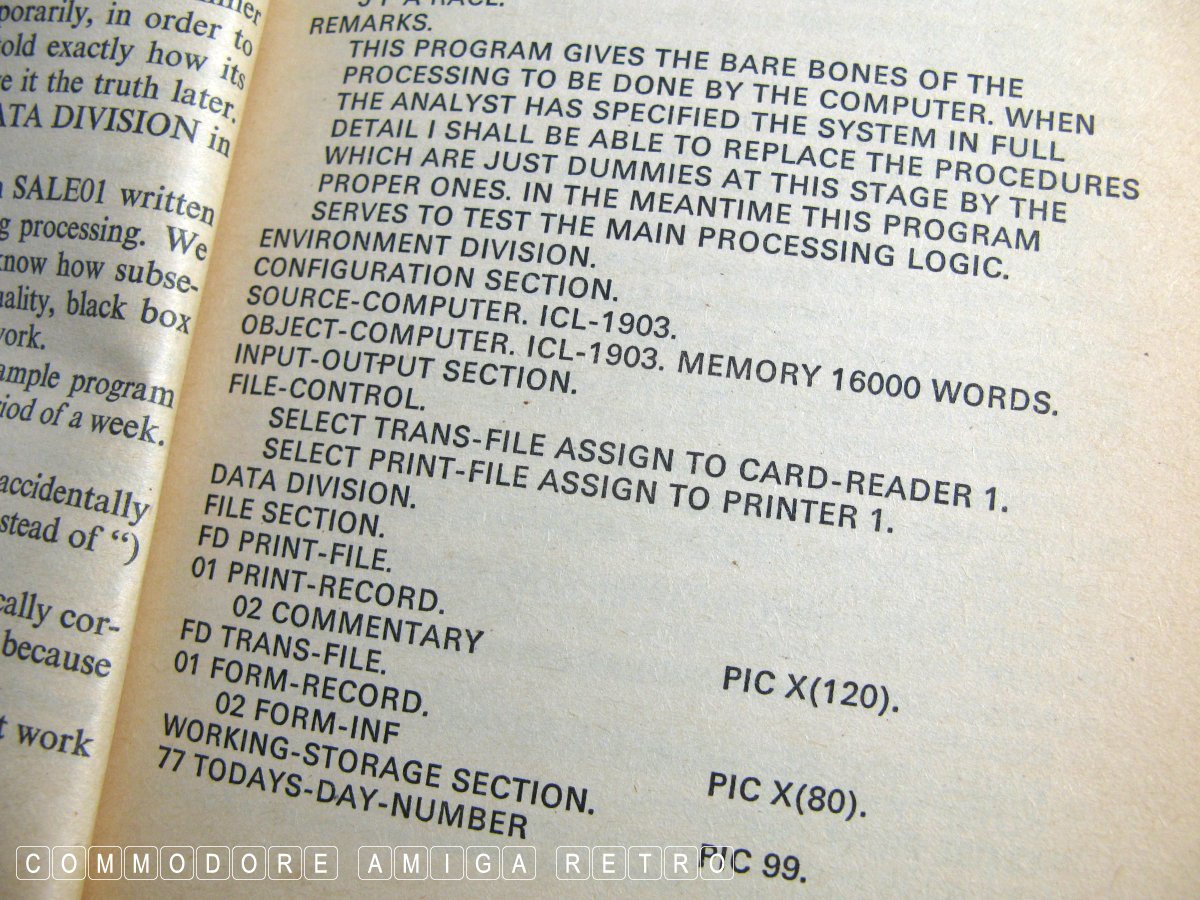 porarily, in order to
told exactly how its
e it the truth later.
DATA DIVISION in
SALE01 written
processing. We
know how subse-
black box
work.
program
of a week.
accidentally
stead of “)
cally cor-
because
work
REMARKS.
THIS PROGRAM GIVES THE BARE BONES OF THE
PROCESSING TO BE DONE BY THE COMPUTER. WHEN
THE ANALYST HAS SPECIFIED THE SYSTEM IN FULL
DETAIL I SHALL BE ABLE TO REPLACE THE PROCEDURES
WHICH ARE JUST DUMMIES AT THIS STAGE BY THE
PROPER ONES. IN THE MEANTIME THIS PROGRAM
SERVES TO TEST THE MAIN PROCESSING LOGIC.
ENVIRONMENT DIVISION.
CONFIGURATION SECTION.
SOURCE-COMPUTER. ICL-1903.
OBJECT-COMPUTER. ICL-1903. MEMORY 16000 WORDS.
INPUT-OUTPUT SECTION.
FILE-CONTROL.
SELECT TRANS-FILE ASSIGN TO CARD-READER 1.
SELECT PRINT-FILE ASSIGN TO PRINTER 1.
DATA DIVISION.
FILE SECTION.
FD PRINT-FILE.
01 PRINT-RECORD.
02 COMMENTARY PIC X(120).
FD TRANS-FILE.
01 FORM-RECORD.
02 FORM-INF PIC X(80).
WORKING-STORAGE SECTION.
77 TODAYS-DAY-NUMBER PIC 99.
COMMODORE AMIGA RETRO